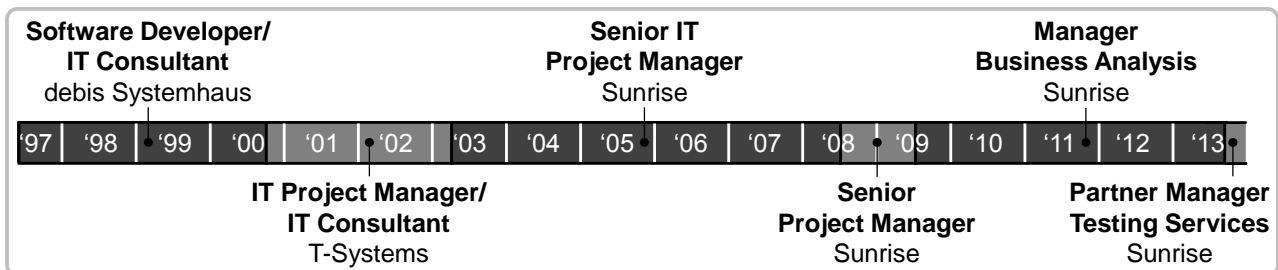 Software Developer/
IT Consultant
debis Systemhaus
Senior IT
Project Manager
Sunrise
Manager
Business Analysis
Sunrise
‘97 ‘98 ‘99 ‘00 ‘01 ‘02 ‘03 ‘04 ‘05 ‘06 ‘07 ‘08 ‘09 ‘10 ‘11 ‘12 ‘13
IT Project Manager/
IT Consultant
T-Systems
Senior
Project Manager
Sunrise
Partner Manager
Testing Services
Sunrise